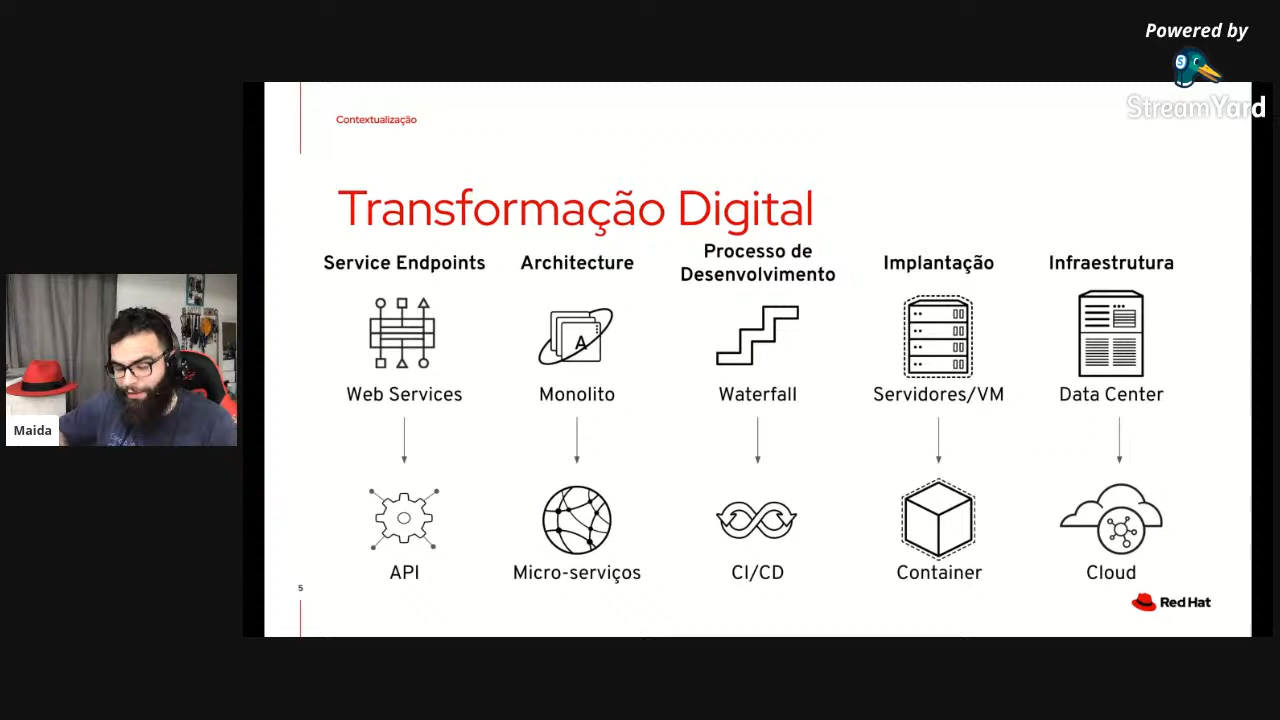 Powered by
StreamYard
Contextualização
Transformação Digital
Service Endpoints
Architecture
Processo de
Desenvolvimento
Implantação
Infraestrutura
A
Web Services
Monolito
Waterfall
Servidores/VM
Data Center
API
Micro-serviços
CI/CD
Container
Cloud
Maida
5
Red Hat